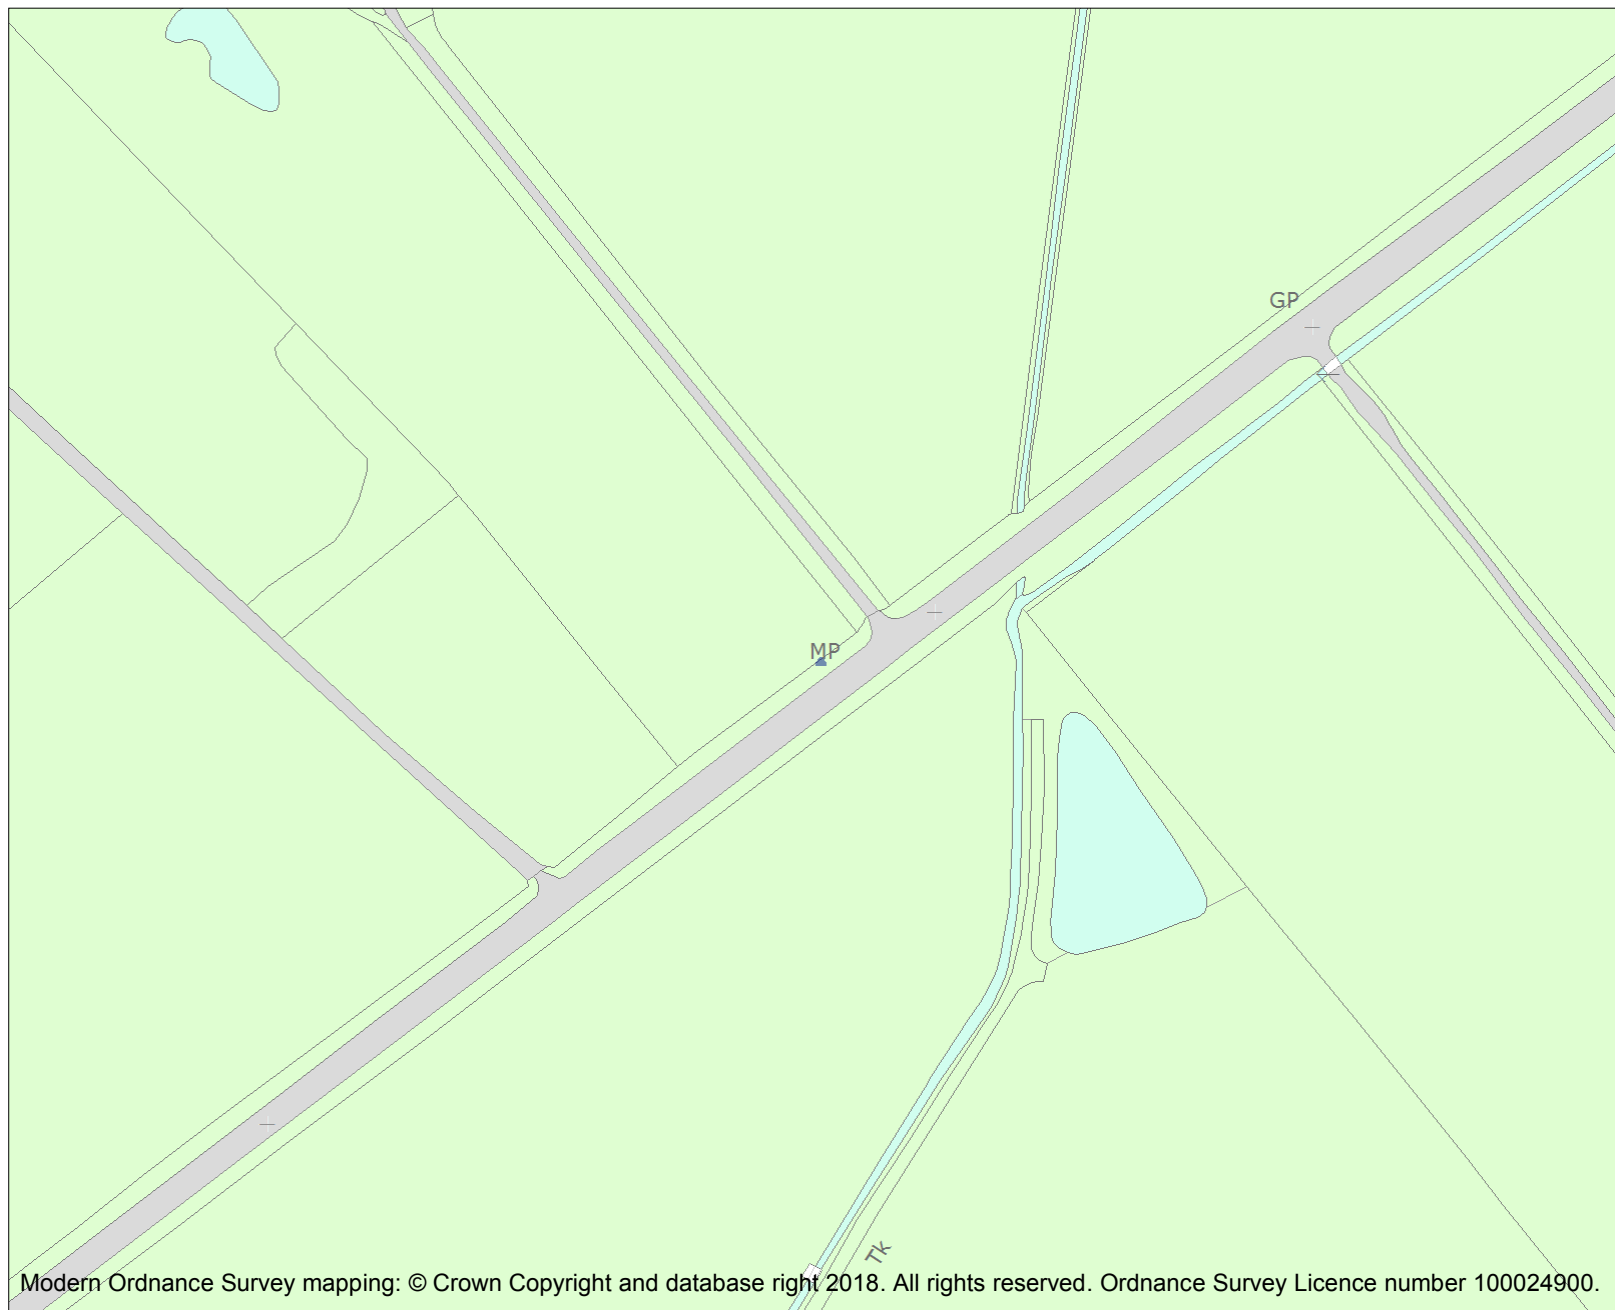 GP
MP
Tk
Modern Ordnance Survey mapping: © Crown Copyright and database right 2018. All rights reserved. Ordnance Survey Licence number 100024900.